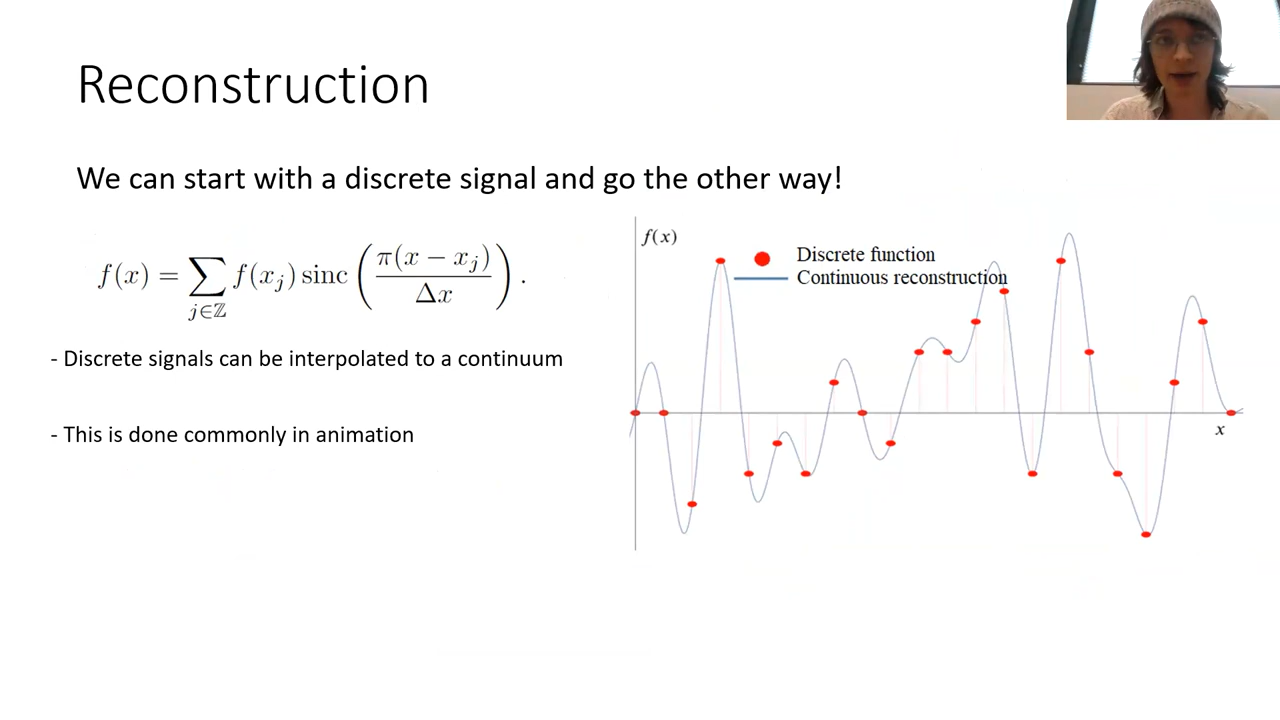 Reconstruction
We can start with a discrete signal and go the other way!
f(x) = ∑_{j∈ℤ} f(x_j) sinc (π(x − x_j) / Δx) .
- Discrete signals can be interpolated to a continuum
- This is done commonly in animation
f(x)
Discrete function
Continuous reconstruction
x